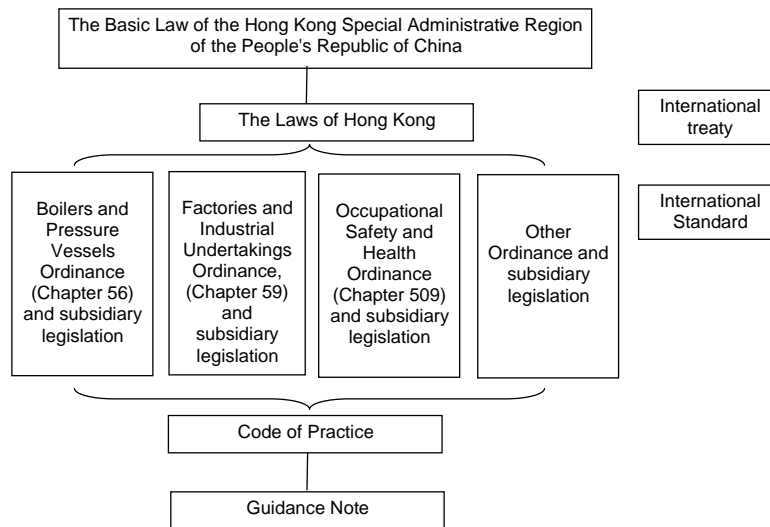 The Basic Law of the Hong Kong Special Administrative Region
of the People's Republic of China
The Laws of Hong Kong
International
treaty
International
Standard
Boilers and
Pressure
Vessels
Ordinance
(Chapter 56)
and subsidiary
legislation
Factories and
Industrial
Undertakings
Ordinance,
(Chapter 59)
and
subsidiary
legislation
Occupational
Safety and
Health
Ordinance
(Chapter 509)
and subsidiary
legislation
Other
Ordinance and
subsidiary
legislation
Code of Practice
Guidance Note